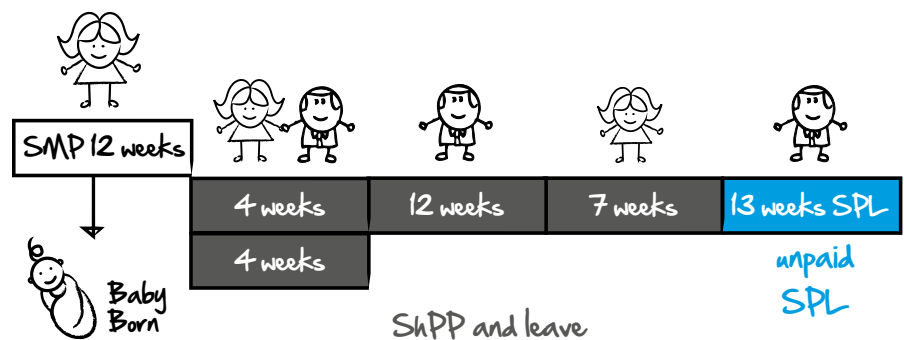 SMP 12 weeks
4 weeks
12 weeks
7 weeks
13 weeks SPL
4 weeks
unpaid
SPL
Baby
Born
ShPP and leave